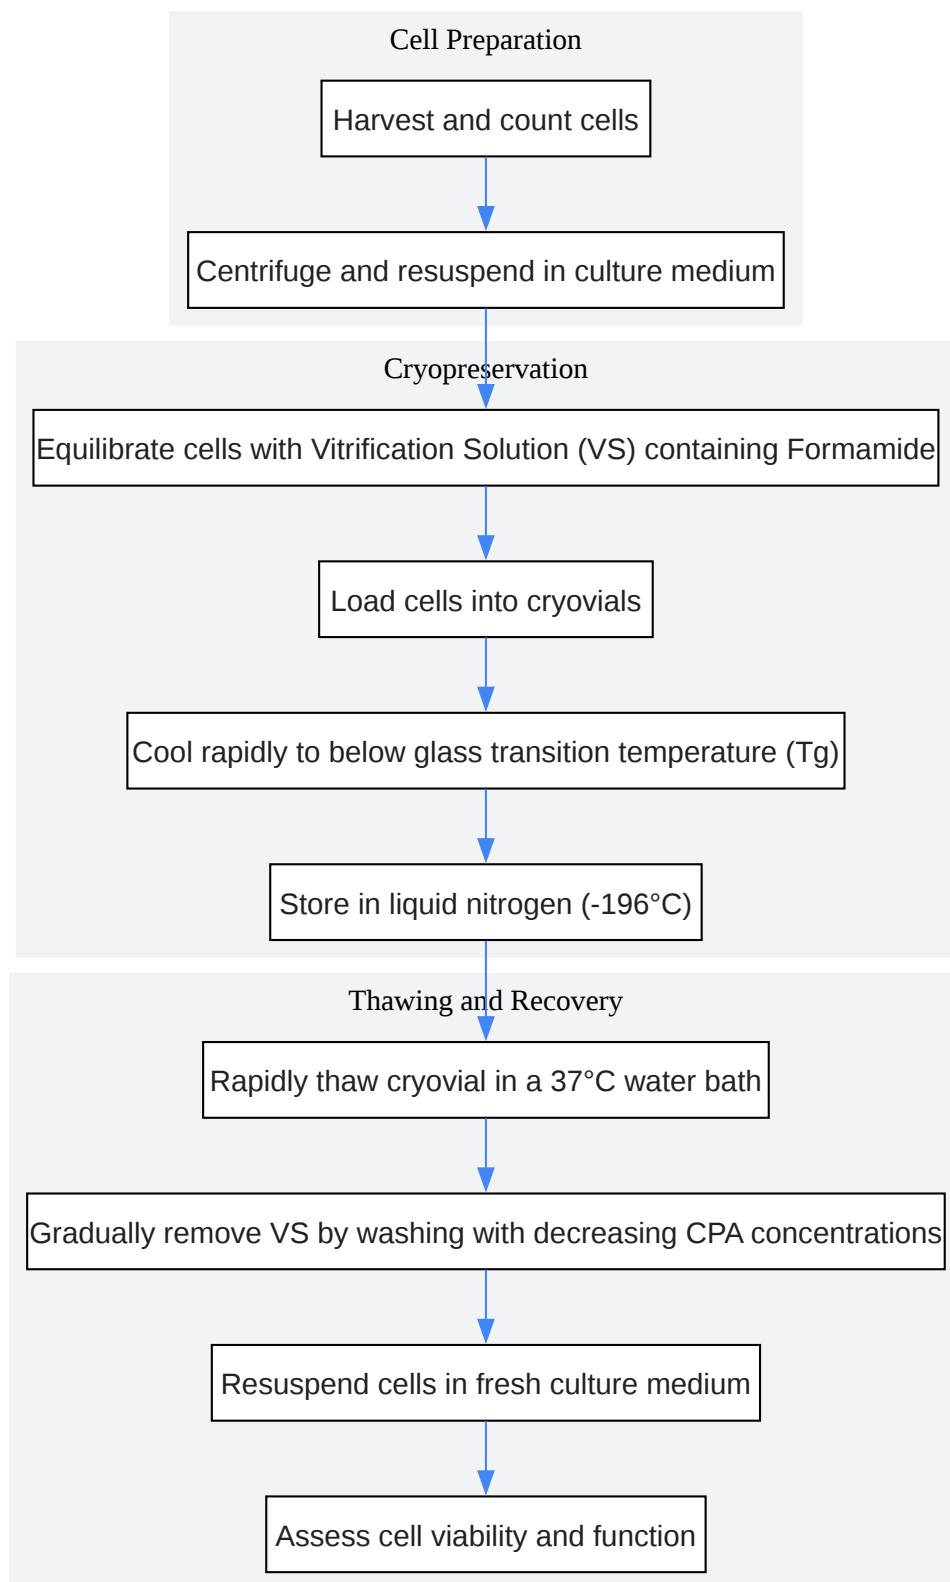 Cell Preparation
Harvest and count cells
Centrifuge and resuspend in culture medium
Cryopreservation
Equilibrate cells with Vitrification Solution (VS) containing Formamide
Load cells into cryovials
Cool rapidly to below glass transition temperature (Tg)
Store in liquid nitrogen (-196°C)
Thawing and Recovery
Rapidly thaw cryovial in a 37°C water bath
Gradually remove VS by washing with decreasing CPA concentrations
Resuspend cells in fresh culture medium
Assess cell viability and function